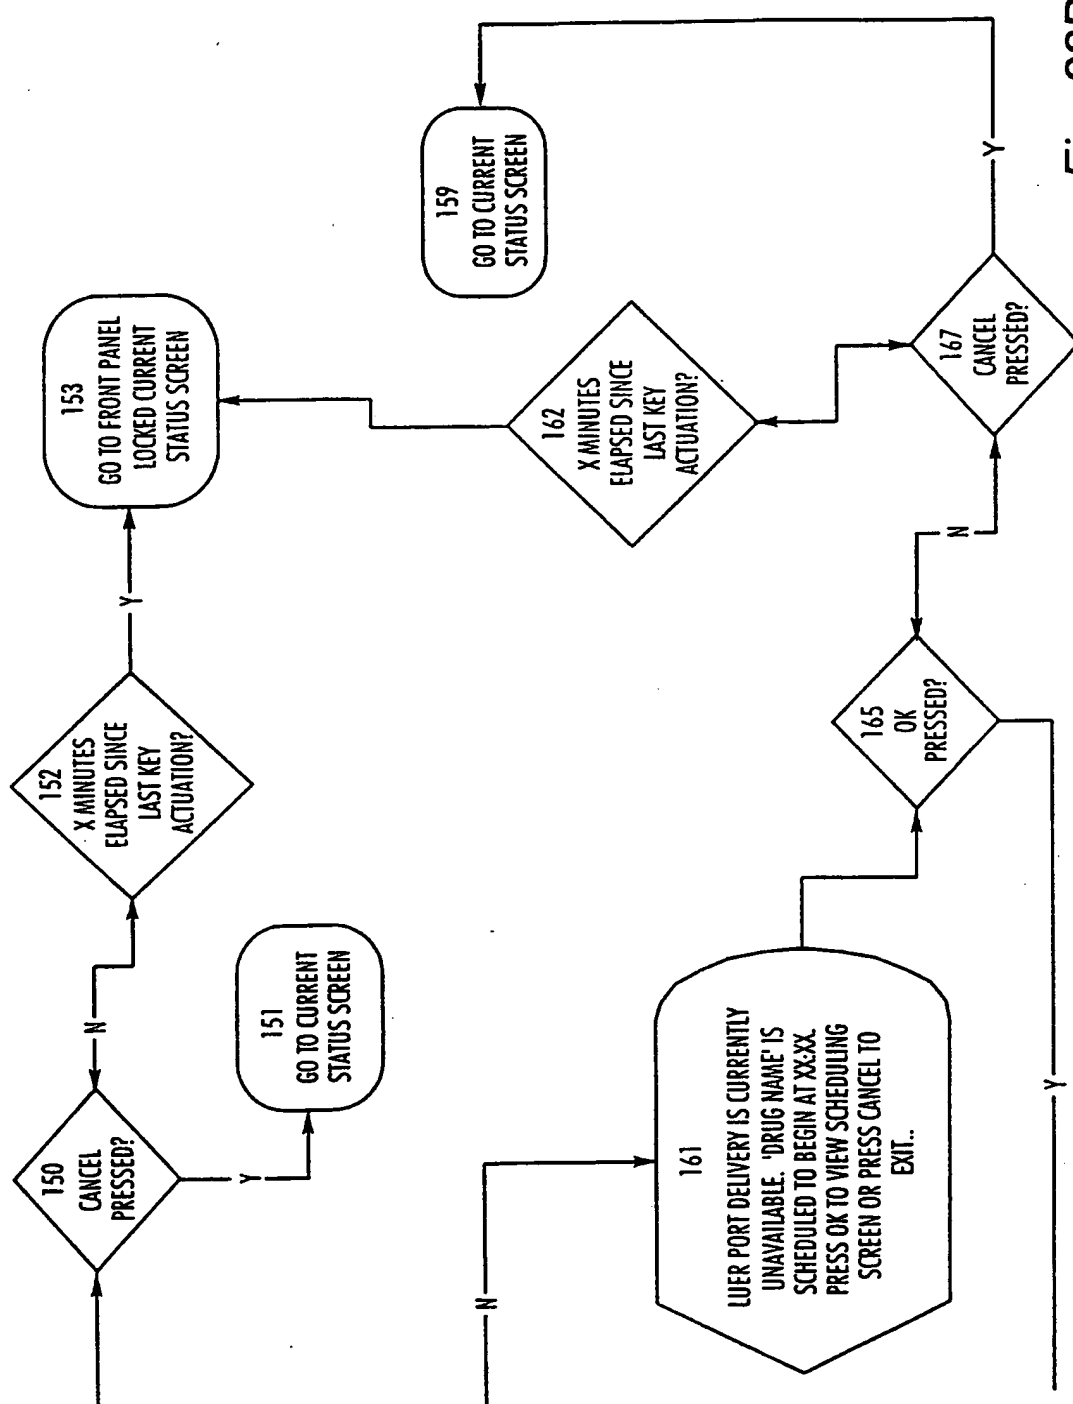 150
CANCEL
PRESSED?
N
Y
151
GO TO CURRENT
STATUS SCREEN
152
X MINUTES
ELAPSED SINCE
LAST KEY
ACTUATION?
Y
153
GO TO FRONT PANEL
LOCKED CURRENT
STATUS SCREEN
N
161
LUER PORT DELIVERY IS CURRENTLY
UNAVAILABLE. 'DRUG NAME' IS
SCHEDULED TO BEGIN AT XX:XX.
PRESS OK TO VIEW SCHEDULING
SCREEN OR PRESS CANCEL TO
EXIT..
165
OK
PRESSED?
N
Y
162
X MINUTES
ELAPSED SINCE
LAST KEY
ACTUATION?
167
CANCEL
PRESSED?
Y
159
GO TO CURRENT
STATUS SCREEN